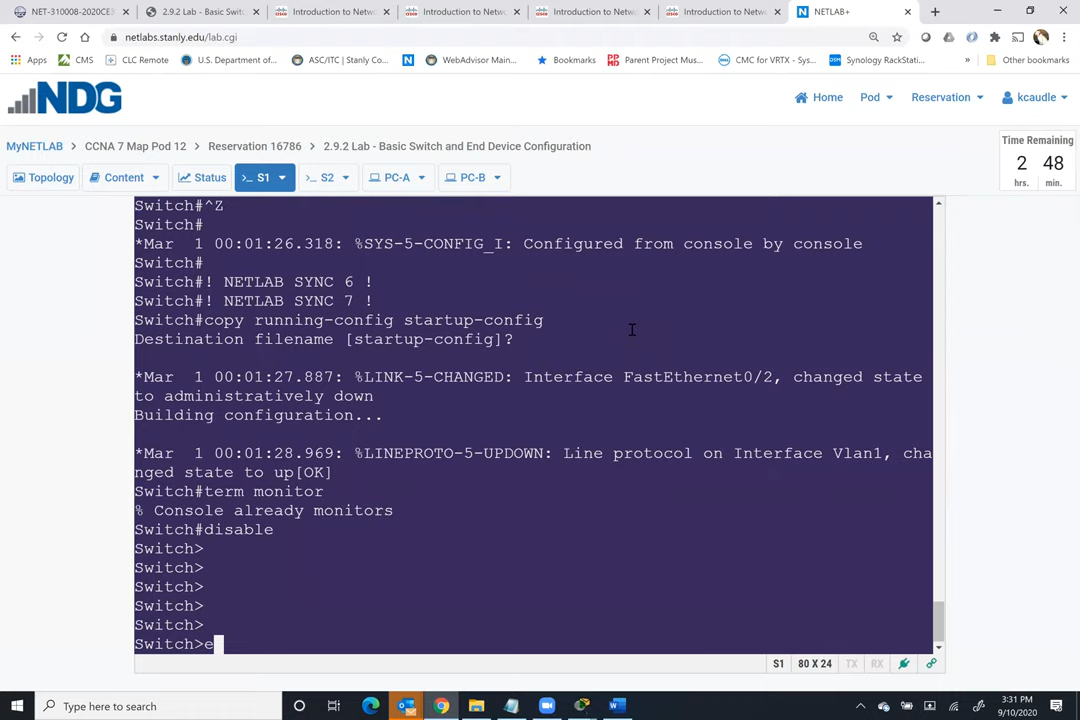 NET-310008-2020CE3
2.9.2 Lab - Basic Swit
Introduction to Netwo
Introduction to Netwo
Introduction to Netwo
Introduction to Netwo
NETLAB+
netlabs.stanly.edu/lab.cgi
Apps
CMS
CLC Remote
U.S. Department of...
ASC/ITC | Stanly Co...
WebAdvisor Main...
Bookmarks
Parent Project Mus...
CMC for VRTX - Sys...
Synology RackStati...
»
Other bookmarks
NDG
Home
Pod
Reservation
kcaudle
MyNETLAB > CCNA 7 Map Pod 12 > Reservation 16786 > 2.9.2 Lab - Basic Switch and End Device Configuration
Time Remaining
2 48
hrs. min.
Topology
Content
Status
>_ S1
>_ S2
PC-A
PC-B
Switch#^Z
Switch#
*Mar  1 00:01:26.318: %SYS-5-CONFIG_I: Configured from console by console
Switch#
Switch#! NETLAB SYNC 6 !
Switch#! NETLAB SYNC 7 !
Switch#copy running-config startup-config
Destination filename [startup-config]?
*Mar  1 00:01:27.887: %LINK-5-CHANGED: Interface FastEthernet0/2, changed state
to administratively down
Building configuration...
*Mar  1 00:01:28.969: %LINEPROTO-5-UPDOWN: Line protocol on Interface Vlan1, cha
nged state to up[OK]
Switch#term monitor
% Console already monitors
Switch#disable
Switch>
Switch>
Switch>
Switch>
Switch>
Switch>e
S1
80 X 24
TX
RX
Type here to search
3:31 PM
9/10/2020